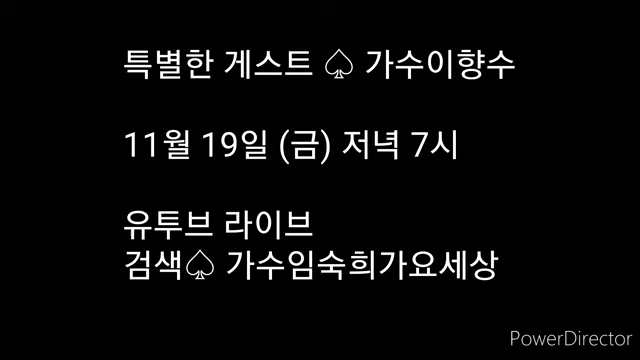 특별한 게스트 ♤ 가수이향수
11월 19일 (금) 저녁 7시
유투브 라이브
검색♤ 가수임숙희가요세상
PowerDirector